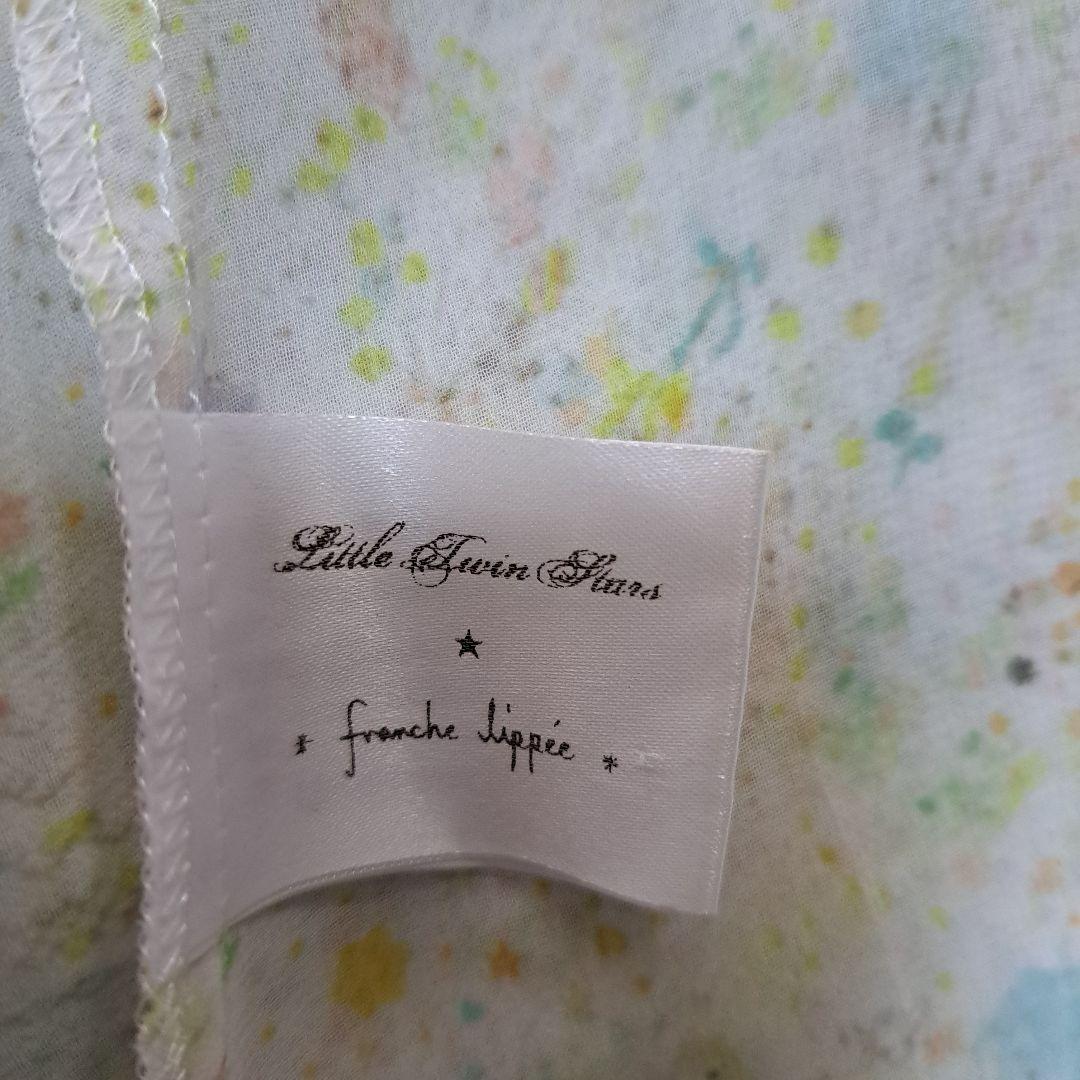 Little Twin Stars
★
* franche lippée *